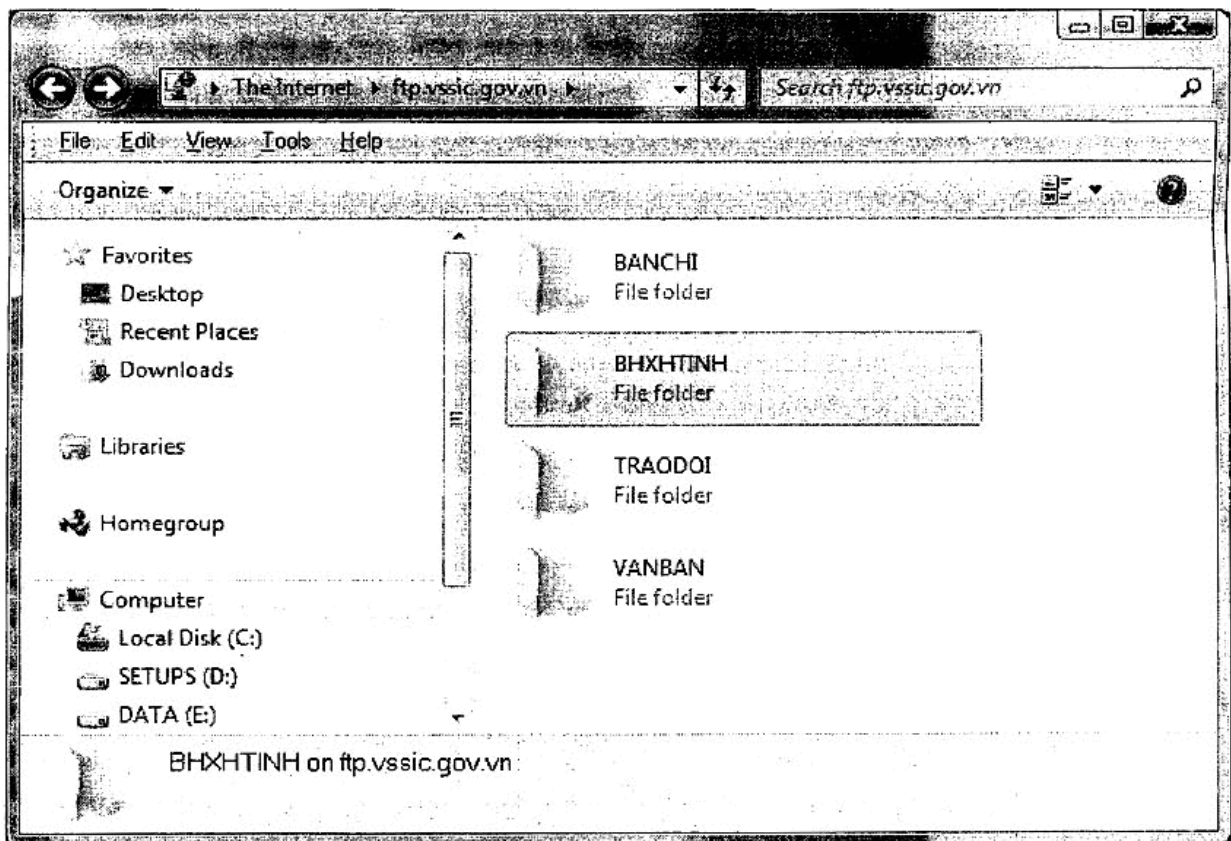 The Internet ftp.vssic.gov.vn Search ftp.vssic.gov.vn
File Edit View Tools Help
Organize
Favorites
Desktop
Recent Places
Downloads
Libraries
Homegroup
Computer
Local Disk (C:)
SETUPS (D:)
DATA (E:)
BANCHI
File folder
BHXHTINH
File folder
TRAODOI
File folder
VANBAN
File folder
BHXHTINH on ftp.vssic.gov.vn